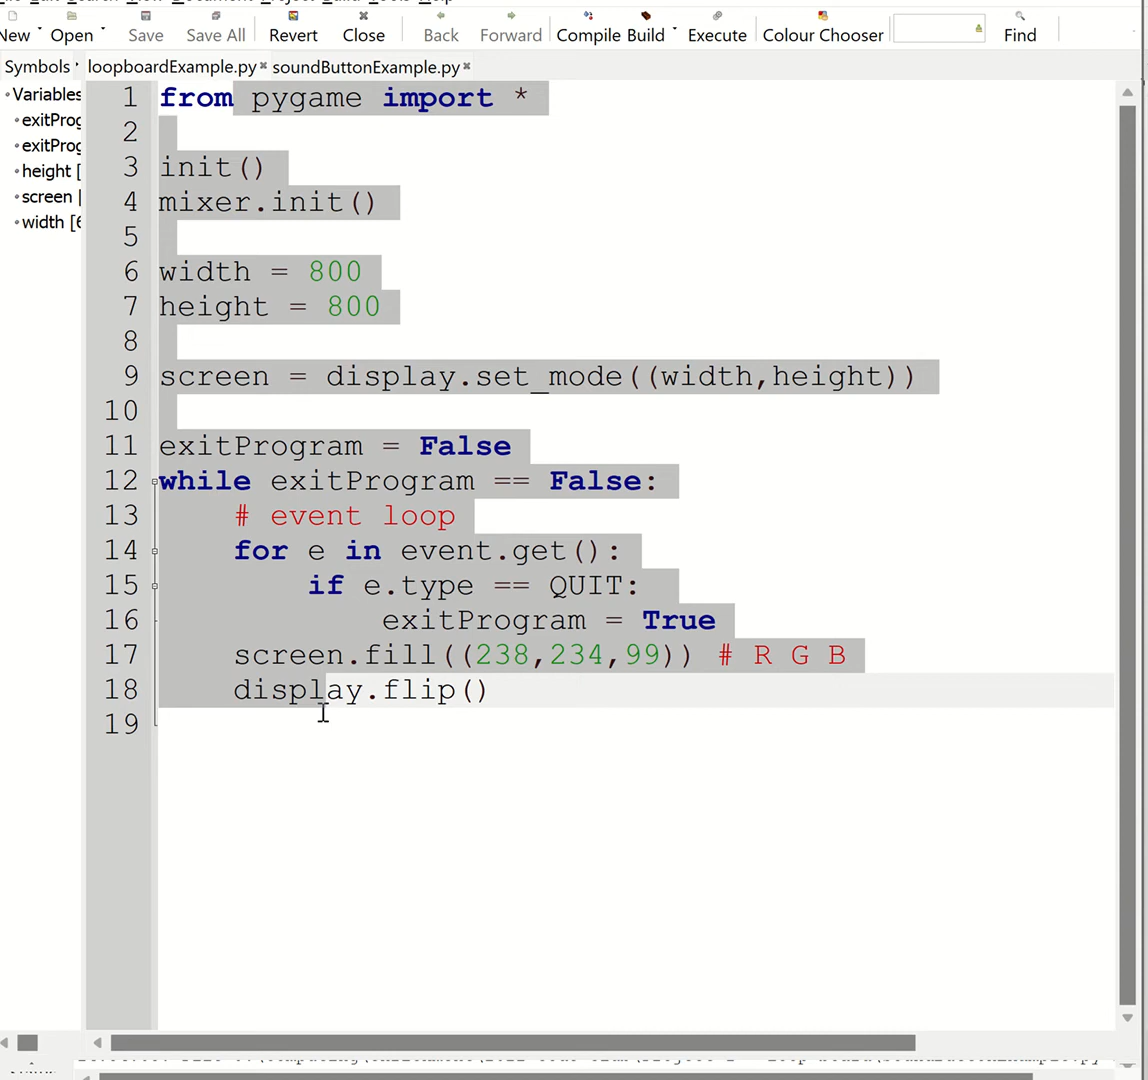 New Open Save Save All Revert Close Back Forward Compile Build Execute Colour Chooser Find
Symbols loopboardExample.py soundButtonExample.py
Variables
exitProg
exitProg
height [
screen [
width [6
1 from pygame import *
2
3 init()
4 mixer.init()
5
6 width = 800
7 height = 800
8
9 screen = display.set_mode((width,height))
10
11 exitProgram = False
12 while exitProgram == False:
13 # event loop
14 for e in event.get():
15 if e.type == QUIT:
16 exitProgram = True
17 screen.fill((238,234,99)) # R G B
18 display.flip()
19